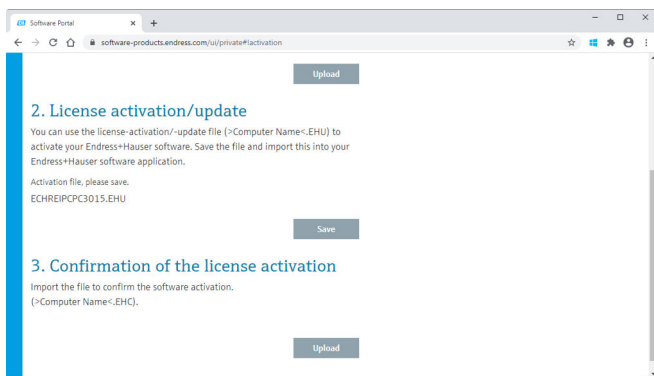 Software Portal
software-products.endress.com/ui/private#!activation
Upload
2. License activation/update
You can use the license-activation/-update file (>Computer Name<.EHU) to
activate your Endress+Hauser software. Save the file and import this into your
Endress+Hauser software application.
Activation file, please save.
ECHREIPCPC3015.EHU
Save
3. Confirmation of the license activation
Import the file to confirm the software activation.
(>Computer Name<.EHC).
Upload